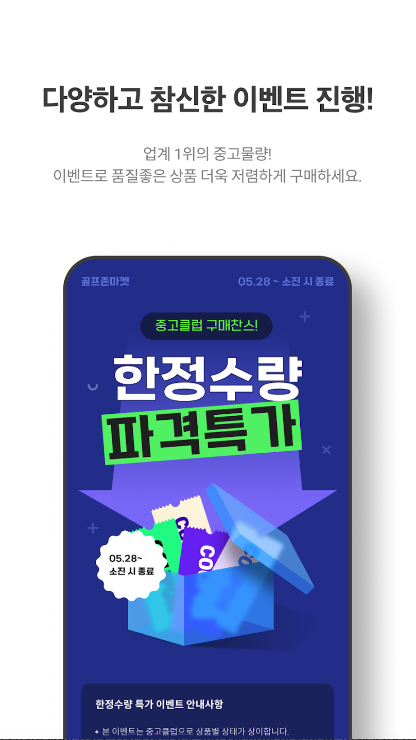 다양하고 참신한 이벤트 진행!
업계 1위의 중고물량!
이벤트로 품질좋은 상품 더욱 저렴하게 구매하세요.
골프존마켓
05.28 ~ 소진 시 종료
중고클럽 구매찬스!
한정수량
파격특가
05.28~
소진 시 종료
한정수량 특가 이벤트 안내사항
• 본 이벤트는 중고클럽으로 상품별 상태가 상이합니다.